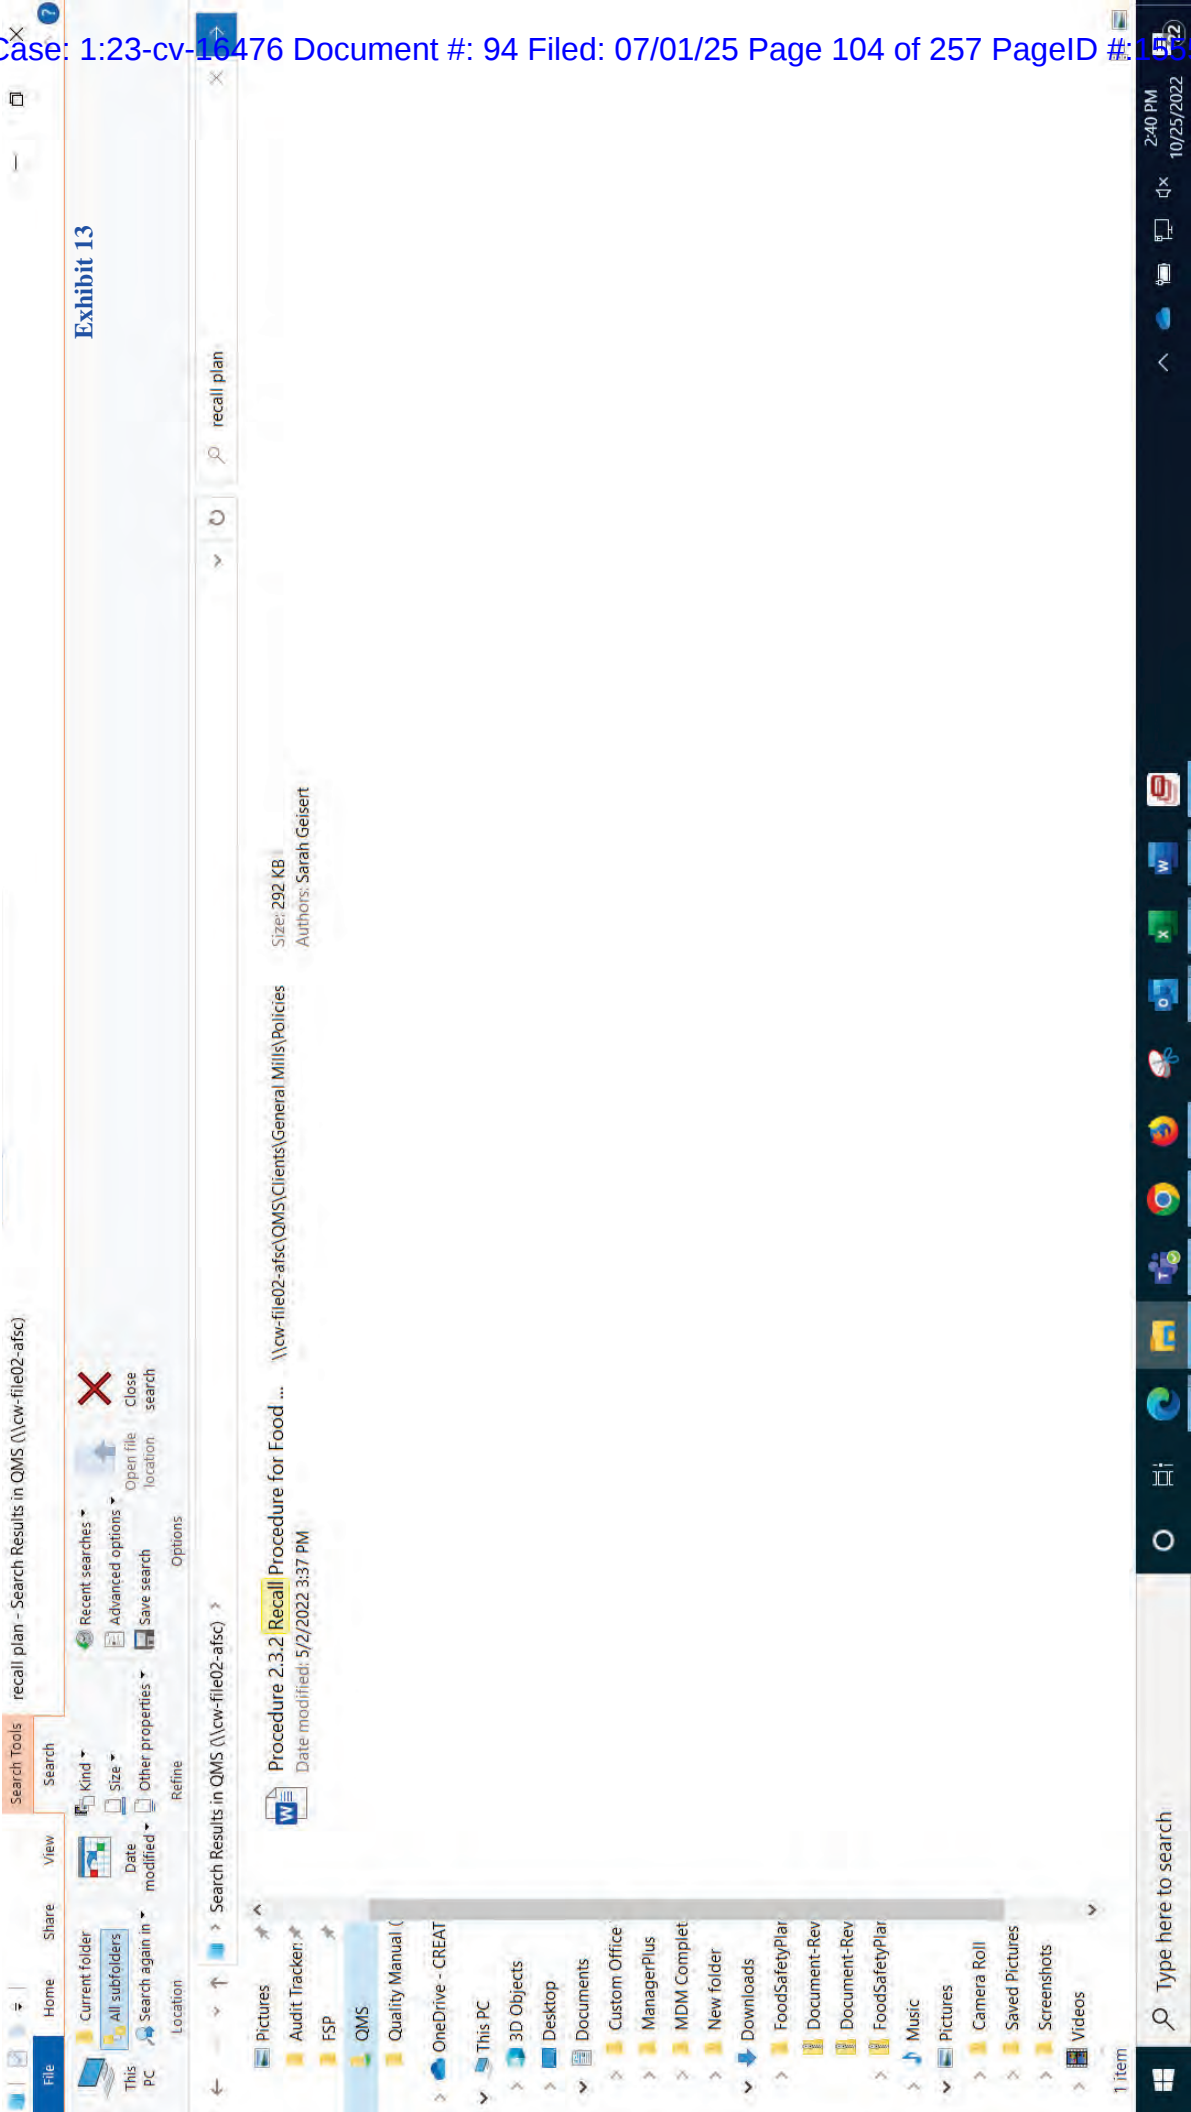 Case: 1:23-cv-16476 Document #: 94 Filed: 07/01/25 Page 104 of 257 PageID #:
Search Tools
recall plan - Search Results in QMS (\\cw-file02-afsc)
File
Home
Share
View
Search
Exhibit 13
This PC
Current folder
All subfolders
Search again in
Location
Date modified
Kind
Size
Other properties
Refine
Recent searches
Advanced options
Save search
Options
Open file location
Close search
Search Results in QMS (\\cw-file02-afsc)
recall plan
Pictures
Audit Tracker
FSP
QMS
Quality Manual (
OneDrive - CREAT
This PC
3D Objects
Desktop
Documents
Custom Office
ManagerPlus
MDM Complet
New folder
Downloads
FoodSafetyPlar
Document-Rev
Document-Rev
FoodSafetyPlar
Music
Pictures
Camera Roll
Saved Pictures
Screenshots
Videos
Procedure 2.3.2 Recall Procedure for Food ...
Date modified: 5/2/2022 3:37 PM
\\cw-file02-afsc\QMS\Clients\General Mills\Policies
Size: 292 KB
Authors: Sarah Geisert
1 item
Type here to search
2:40 PM
10/25/2022
22